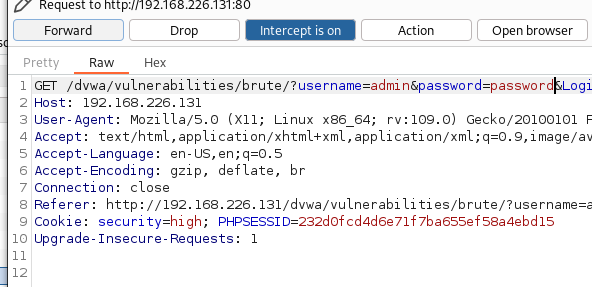 Request to http://192.168.226.131:80
Forward Drop Intercept is on Action Open browser
Pretty Raw Hex
1 GET /dvwa/vulnerabilities/brute/?username=admin&password=password&Logi
2 Host: 192.168.226.131
3 User-Agent: Mozilla/5.0 (X11; Linux x86_64; rv:109.0) Gecko/20100101 F
4 Accept: text/html,application/xhtml+xml,application/xml;q=0.9,image/av
5 Accept-Language: en-US,en;q=0.5
6 Accept-Encoding: gzip, deflate, br
7 Connection: close
8 Referer: http://192.168.226.131/dvwa/vulnerabilities/brute/?username=a
9 Cookie: security=high; PHPSESSID=232d0fcd4d6e71f7ba655ef58a4ebd15
10 Upgrade-Insecure-Requests: 1
11
12